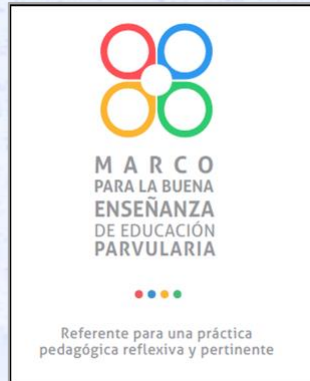 MARCO
PARA LA BUENA
ENSEÑANZA
DE EDUCACIÓN
PARVULARIA
Referente para una práctica
pedagógica reflexiva y pertinente